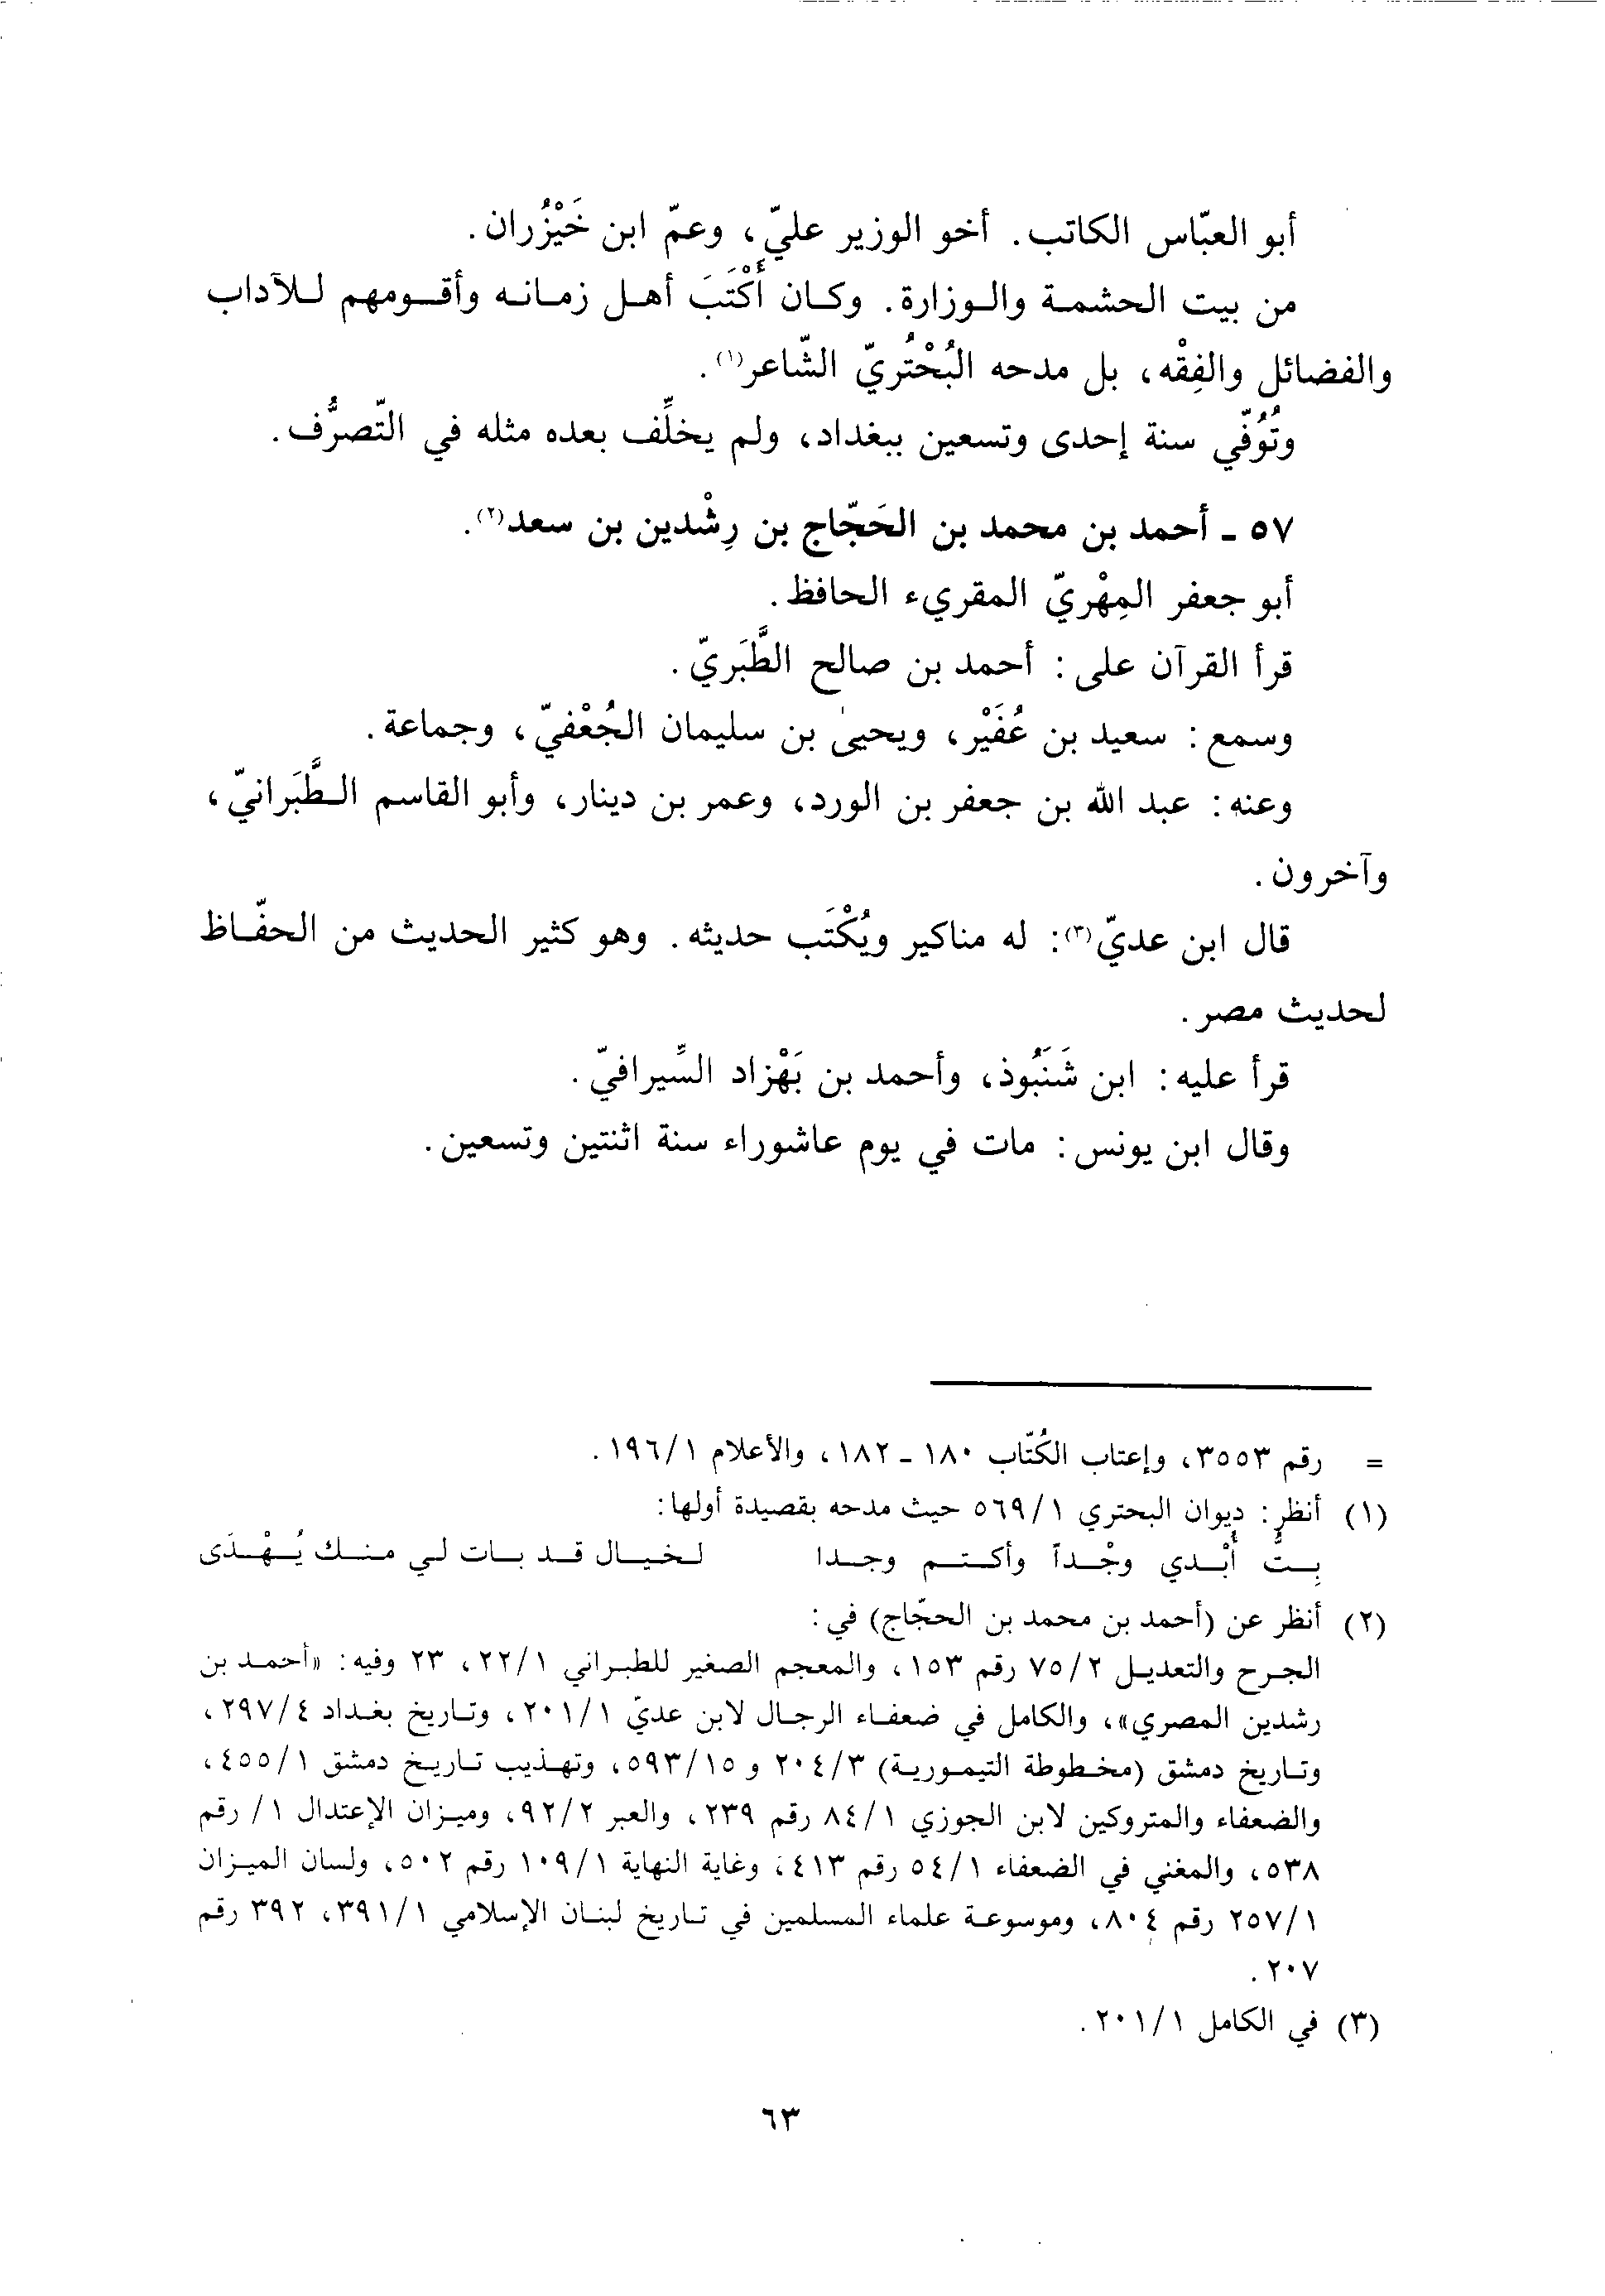 أبو العبّاس الكاتب. أخو الوزير عليّ، وعمّ ابن خَيْزُران.
من بيت الحشمة والوزارة. وكان أَكْتَبَ أهل زمانه وأقومهم للآداب
والفضائل والفِقْه، بل مدحه البُحْتُريّ الشّاعر(١).
وتُوُفّي سنة إحدى وتسعين ببغداد، ولم يخلِّف بعده مثله في التّصرُّف.
٥٧ ـ أحمد بن محمد بن الحَجّاج بن رِشْدين بن سعد(٢).
أبو جعفر المِهْريّ المقريء الحافظ.
قرأ القرآن على: أحمد بن صالح الطَّبَريّ.
وسمع: سعيد بن عُفَيْر، ويحيىٰ بن سليمان الجُعْفيّ، وجماعة.
وعنه: عبد الله بن جعفر بن الورد، وعمر بن دينار، وأبو القاسم الطَّبَرانيّ،
وآخرون.
قال ابن عديّ(٣): له مناكير ويُكْتَب حديثه. وهو كثير الحديث من الحفّاظ
لحديث مصر.
قرأ عليه: ابن شَنَبُوذ، وأحمد بن بَهْزاد السِّيرافيّ.
وقال ابن يونس: مات في يوم عاشوراء سنة اثنتين وتسعين.
= رقم ٣٥٥٣، وإعتاب الكُتّاب ١٨٠ ـ ١٨٢، والأعلام ١/١٩٦.
(١) أنظر: ديوان البحتري ١/٥٦٩ حيث مدحه بقصيدة أولها:
بِتُّ أُبْدي وجْداً وأكتم وجدا لخيال قد بات لي منك يُهْدَى
(٢) أنظر عن (أحمد بن محمد بن الحجّاج) في:
الجرح والتعديل ٢/٧٥ رقم ١٥٣، والمعجم الصغير للطبراني ١/٢٢، ٢٣ وفيه: «أحمد بن
رشدين المصري»، والكامل في ضعفاء الرجال لابن عديّ ١/٢٠١، وتاريخ بغداد ٤/٢٩٧،
وتاريخ دمشق (مخطوطة التيمورية) ٣/٢٠٤ و ١٥/٥٩٣، وتهذيب تاريخ دمشق ١/٤٥٥،
والضعفاء والمتروكين لابن الجوزي ١/٨٤ رقم ٢٣٩، والعبر ٢/٩٢، وميزان الإعتدال ١/ رقم
٥٣٨، والمغني في الضعفاء ١/٥٤ رقم ٤١٣، وغاية النهاية ١/١٠٩ رقم ٥٠٢، ولسان الميزان
١/٢٥٧ رقم ٨٠٤، وموسوعة علماء المسلمين في تاريخ لبنان الإسلامي ١/٣٩١، ٣٩٢ رقم
٢٠٧.
(٣) في الكامل ١/٢٠١.
٦٣